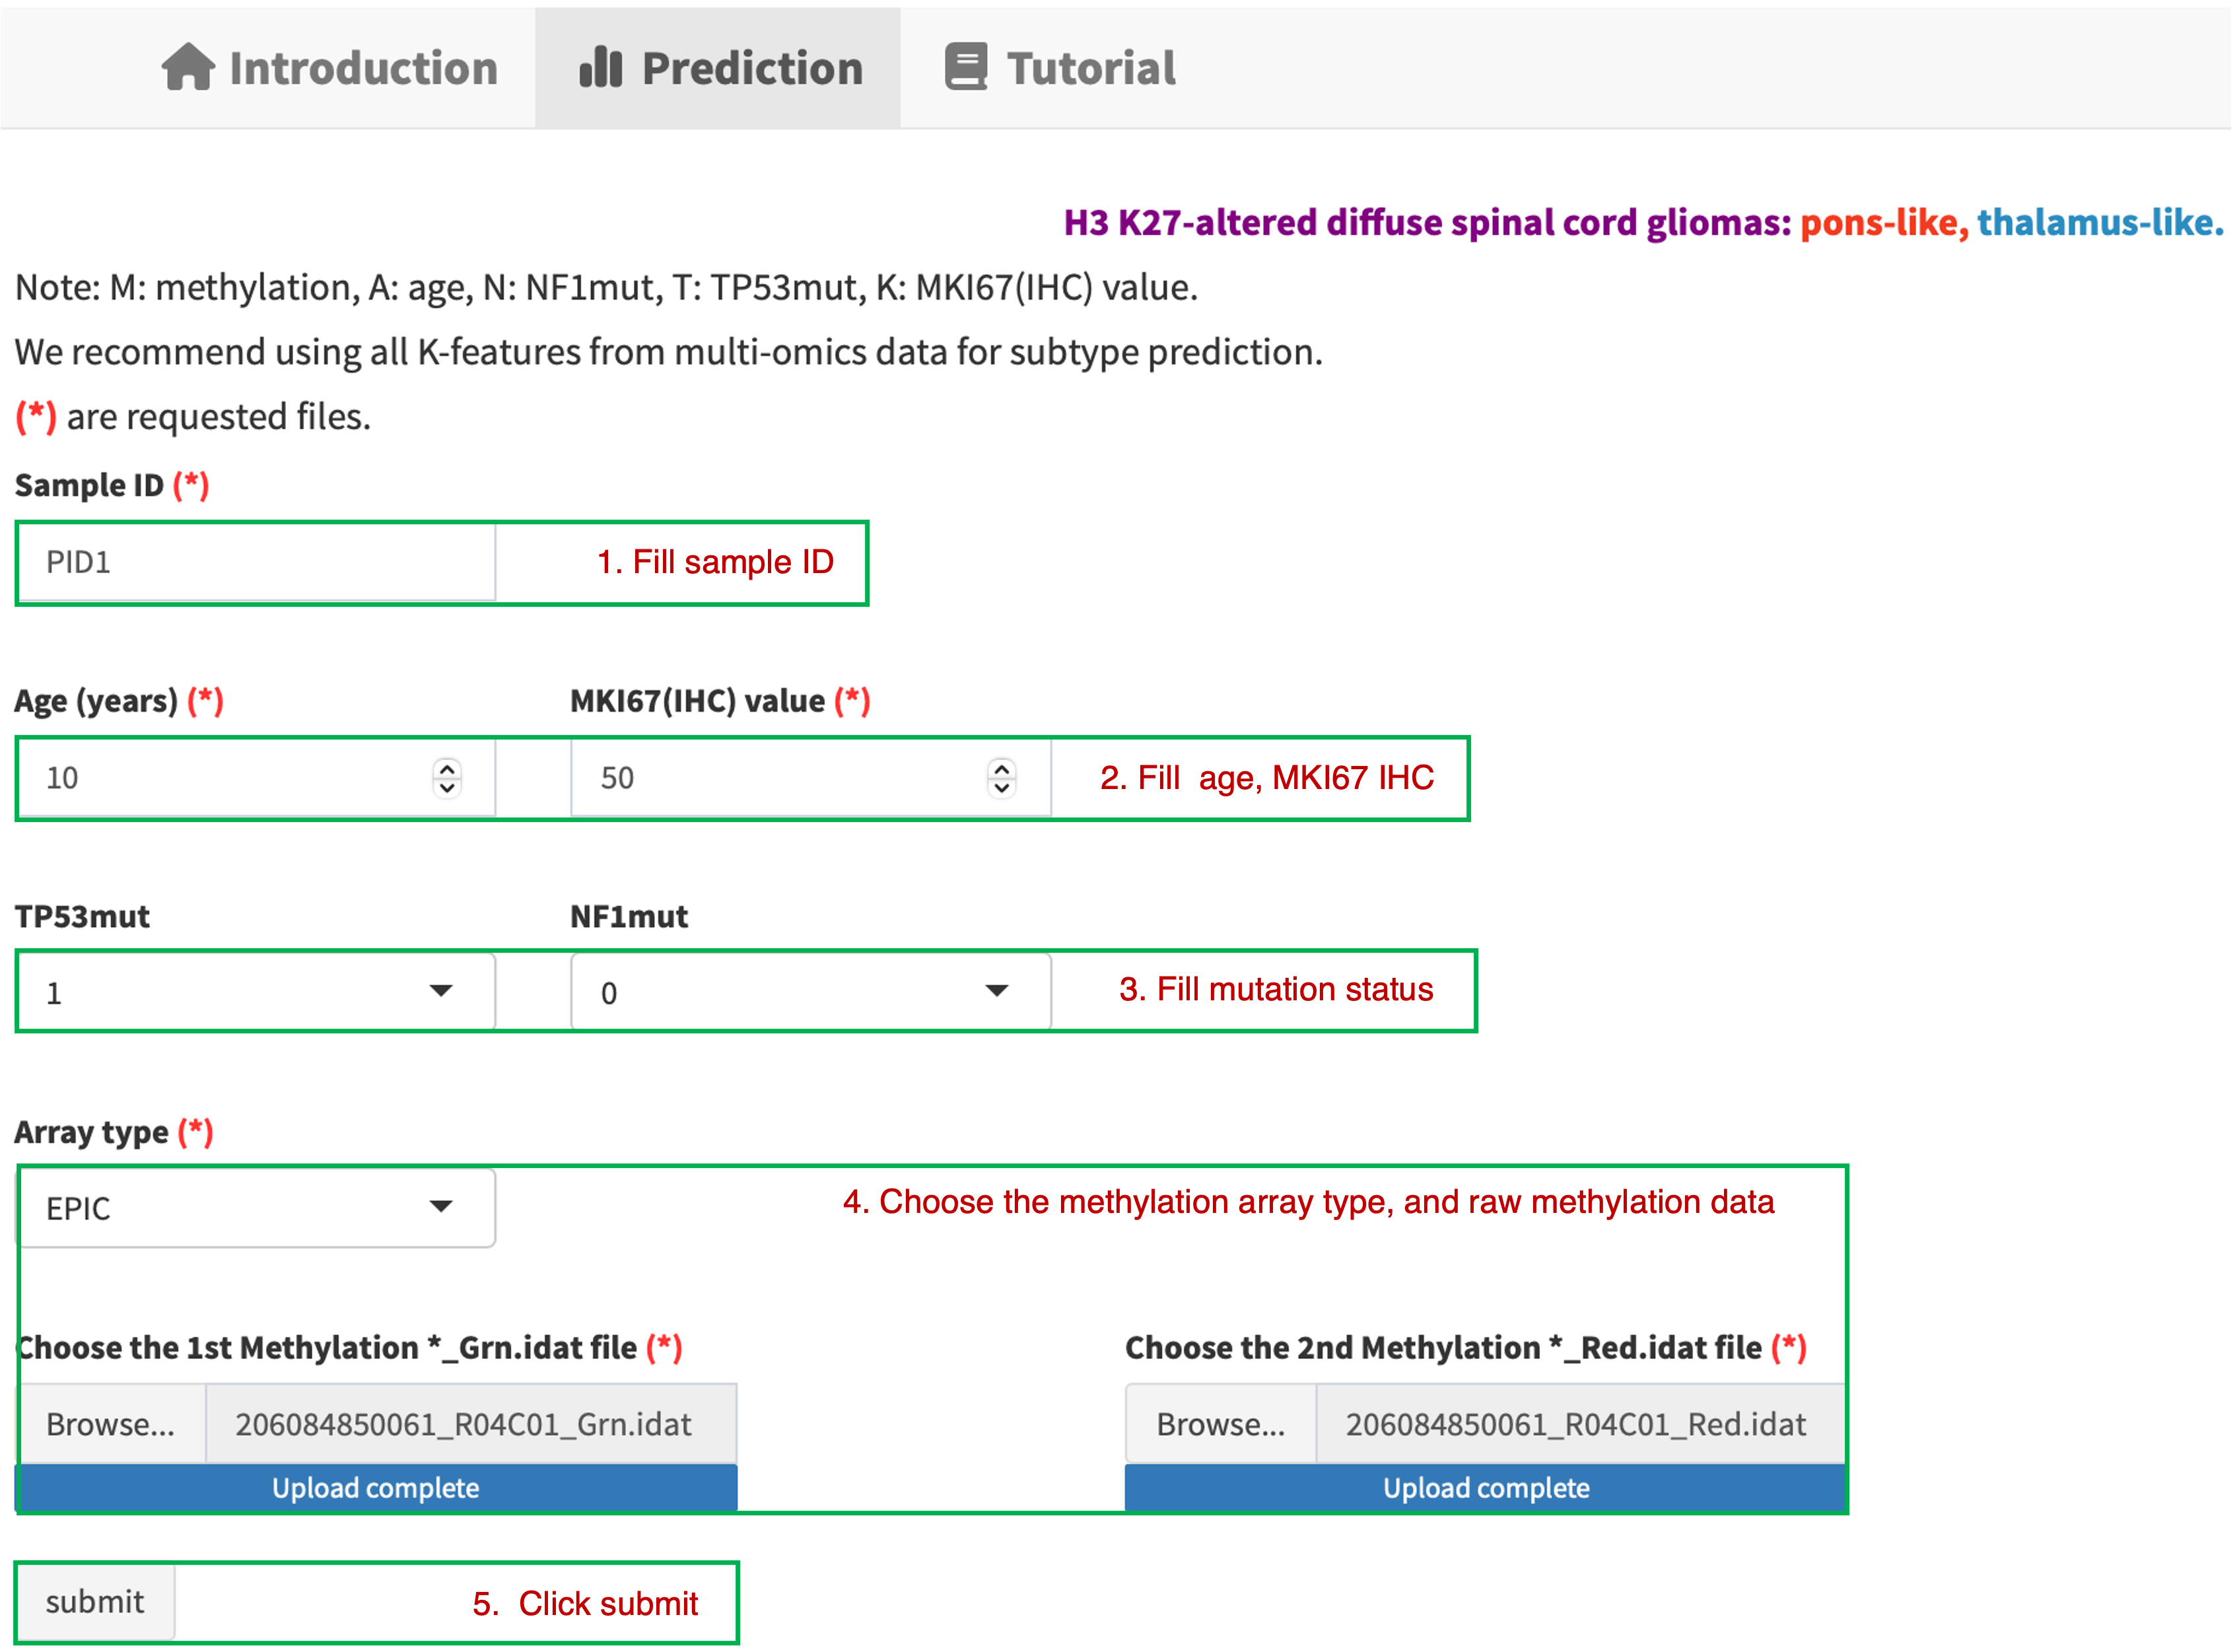 Introduction Prediction Tutorial
H3 K27-altered diffuse spinal cord gliomas: pons-like, thalamus-like.
Note: M: methylation, A: age, N: NF1mut, T: TP53mut, K: MKI67(IHC) value.
We recommend using all K-features from multi-omics data for subtype prediction.
(*) are requested files.
Sample ID (*)
PID1 1. Fill sample ID
Age (years) (*) MKI67(IHC) value (*)
10 50 2. Fill age, MKI67 IHC
TP53mut NF1mut
1 0 3. Fill mutation status
Array type (*)
EPIC 4. Choose the methylation array type, and raw methylation data
Choose the 1st Methylation *_Grn.idat file (*) Choose the 2nd Methylation *_Red.idat file (*)
Browse... 206084850061_R04C01_Grn.idat Browse... 206084850061_R04C01_Red.idat
Upload complete Upload complete
submit 5. Click submit